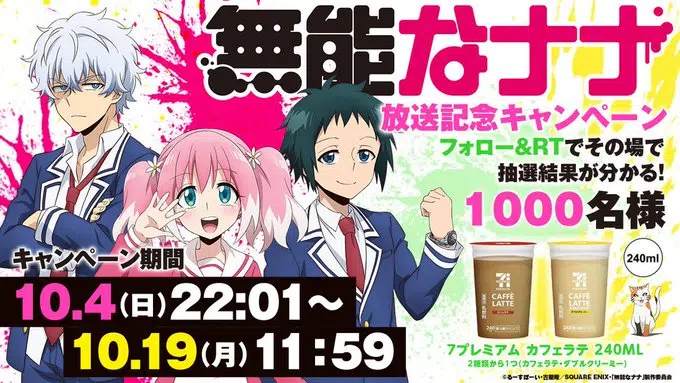 無能なナナ
放送記念キャンペーン
フォロー&RTでその場で
抽選結果が分かる!
1000名様
キャンペーン期間
10.4(日)22:01〜
10.19(月)11:59
240ml
CAFFÈ
LATTE
CAFFÈ
LATTE
7プレミアム カフェラテ 240ML
2種類から1つ(カフェラテ・ダブルクリーミー)
©るーすぼーい・古屋庵/SQUARE ENIX・「無能なナナ」製作委員会